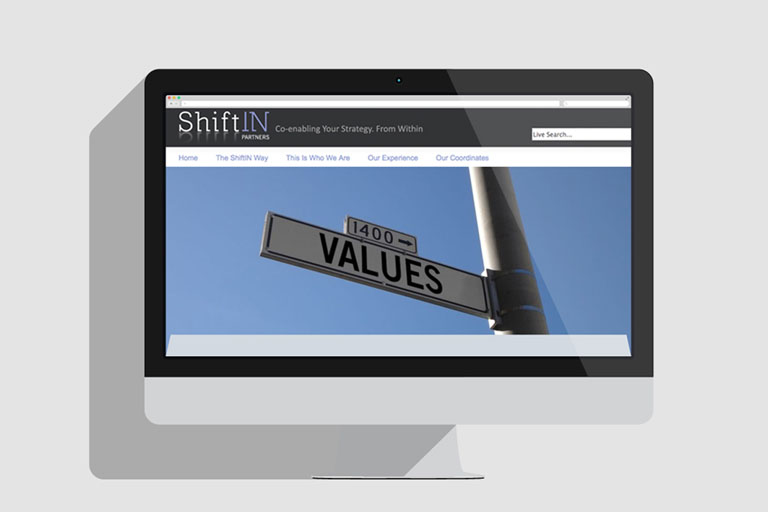 ShiftIN
PARTNERS
Co-enabling Your Strategy. From Within
Live Search...
Home The ShiftIN Way This Is Who We Are Our Experience Our Coordinates
1400 →
VALUES